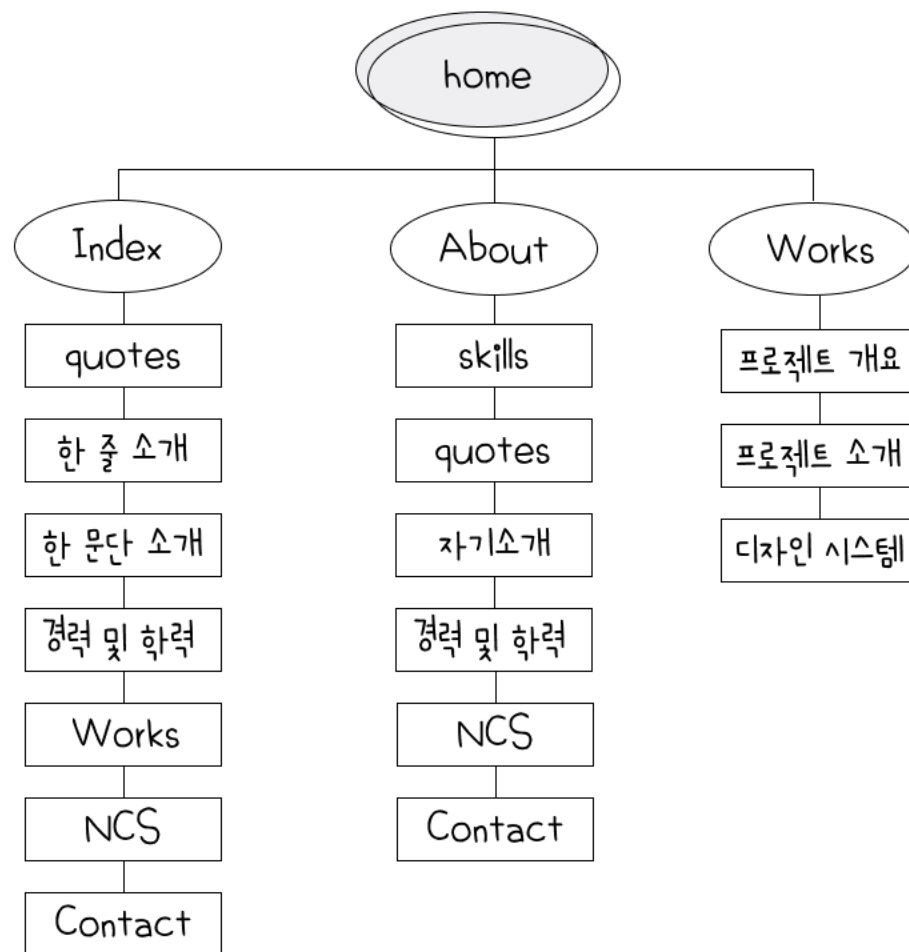 home
Index
quotes
한 줄 소개
한 문단 소개
경력 및 학력
Works
NCS
Contact
About
skills
quotes
자기소개
경력 및 학력
NCS
Contact
Works
프로젝트 개요
프로젝트 소개
디자인 시스템